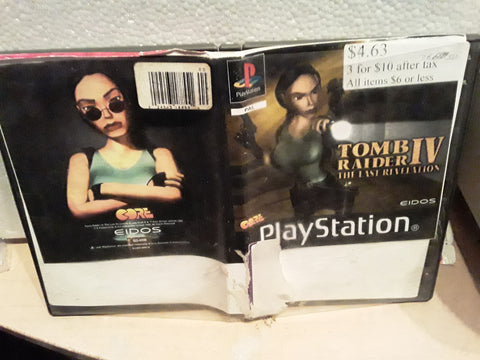 CORE
EIDOS
PlayStation
PAL
$4.63
3 for $10 after tax
All items $6 or less
TOMB
RAIDER IV
THE LAST REVELATION
EIDOS
CORE
PlayStation®